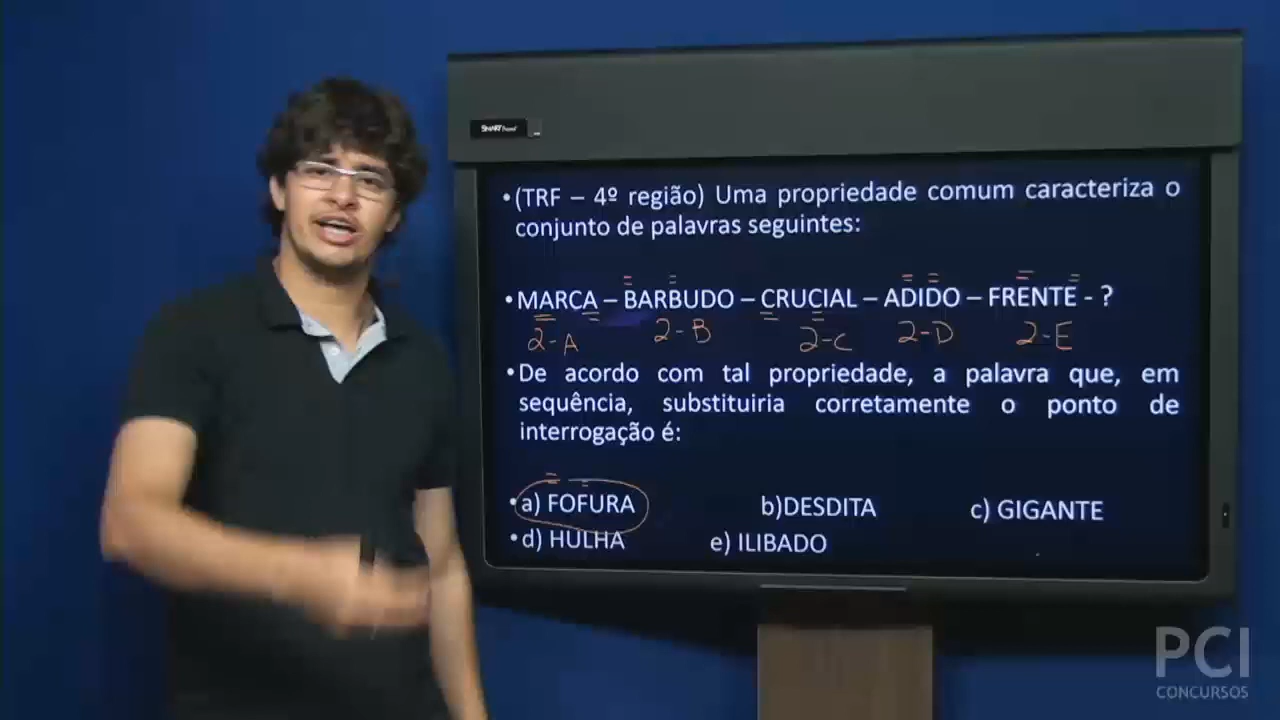 SMART Board
•(TRF – 4º região) Uma propriedade comum caracteriza o
conjunto de palavras seguintes:
•MARCA – BARBUDO – CRUCIAL – ADIDO – FRENTE - ?
2-A 2-B 2-C 2-D 2-E
•De acordo com tal propriedade, a palavra que, em
sequência, substituiria corretamente o ponto de
interrogação é:
•a) FOFURA b)DESDITA c) GIGANTE
•d) HULHA e) ILIBADO
PCI
CONCURSOS